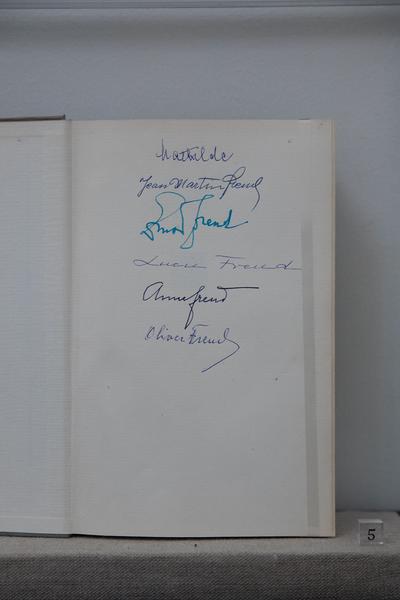 Mathilde
Jean Martin Freud
Ernst Freud
Lucie Freud
Anna Freud
Oliver Freud
5